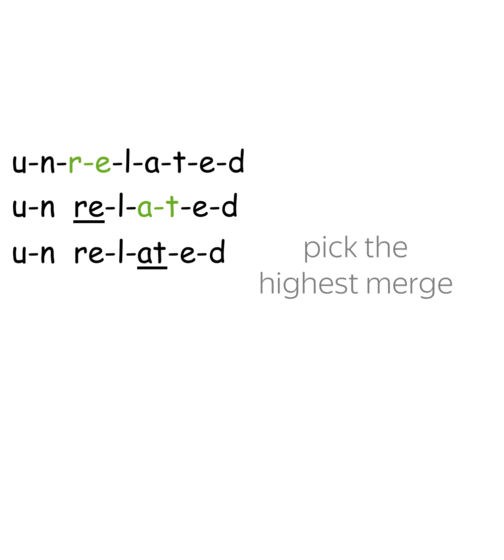 u-n-r-e-l-a-t-e-d
u-n re-l-a-t-e-d
u-n re-l-at-e-d
pick the
highest merge